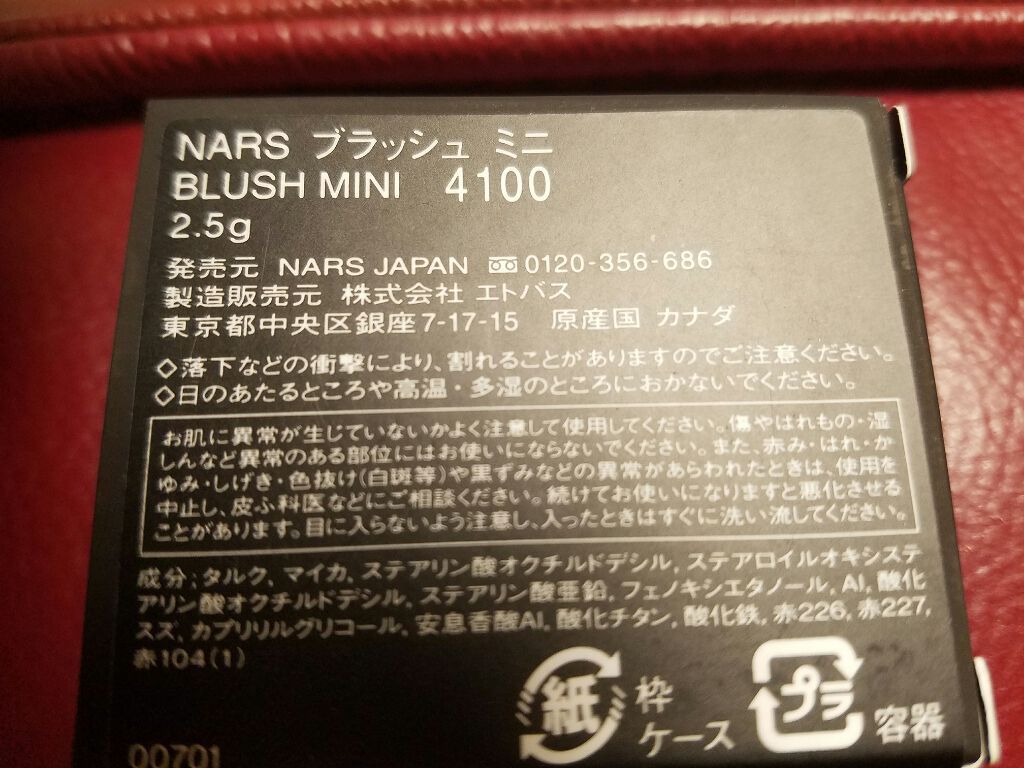 NARS ブラッシュ ミニ
BLUSH MINI 4100
2.5g
発売元 NARS JAPAN 0120-356-686
製造販売元 株式会社 エトバス
東京都中央区銀座7-17-15 原産国 カナダ
◇落下などの衝撃により、割れることがありますのでご注意ください。
◇日のあたるところや高温・多湿のところにおかないでください。
お肌に異常が生じていないかよく注意して使用してください。傷やはれもの・湿
しんなど異常のある部位にはお使いにならないでください。また、赤み・はれ・か
ゆみ・しげき・色抜け(白斑等)や黒ずみなどの異常があらわれたときは、使用を
中止し、皮ふ科医などにご相談ください。続けてお使いになりますと悪化させる
ことがあります。目に入らないよう注意し、入ったときはすぐに洗い流してください。
成分;タルク, マイカ, ステアリン酸オクチルドデシル, ステアロイルオキシステ
アリン酸オクチルドデシル, ステアリン酸亜鉛, フェノキシエタノール, Al, 酸化
スズ, カプリリルグリコール, 安息香酸Al, 酸化チタン, 酸化鉄, 赤226, 赤227,
赤104(1)
紙 枠 ケース
プラ 容器
00701